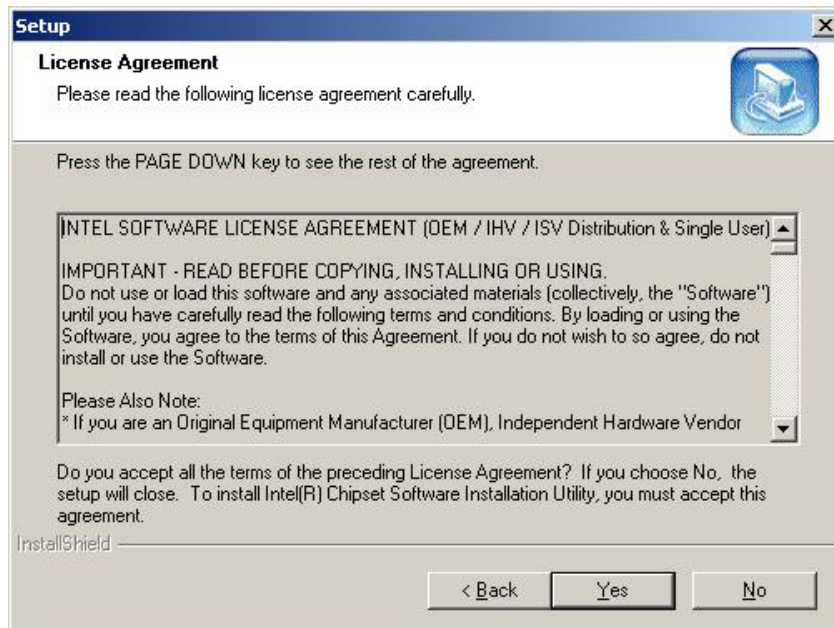 Setup
License Agreement
Please read the following license agreement carefully.
Press the PAGE DOWN key to see the rest of the agreement.
INTEL SOFTWARE LICENSE AGREEMENT (OEM / IHV / ISV Distribution & Single User)
IMPORTANT - READ BEFORE COPYING, INSTALLING OR USING.
Do not use or load this software and any associated materials (collectively, the "Software")
until you have carefully read the following terms and conditions. By loading or using the
Software, you agree to the terms of this Agreement. If you do not wish to so agree, do not
install or use the Software.
Please Also Note:
* If you are an Original Equipment Manufacturer (OEM), Independent Hardware Vendor
Do you accept all the terms of the preceding License Agreement? If you choose No, the
setup will close. To install Intel(R) Chipset Software Installation Utility, you must accept this
agreement.
InstallShield
< Back
Yes
No